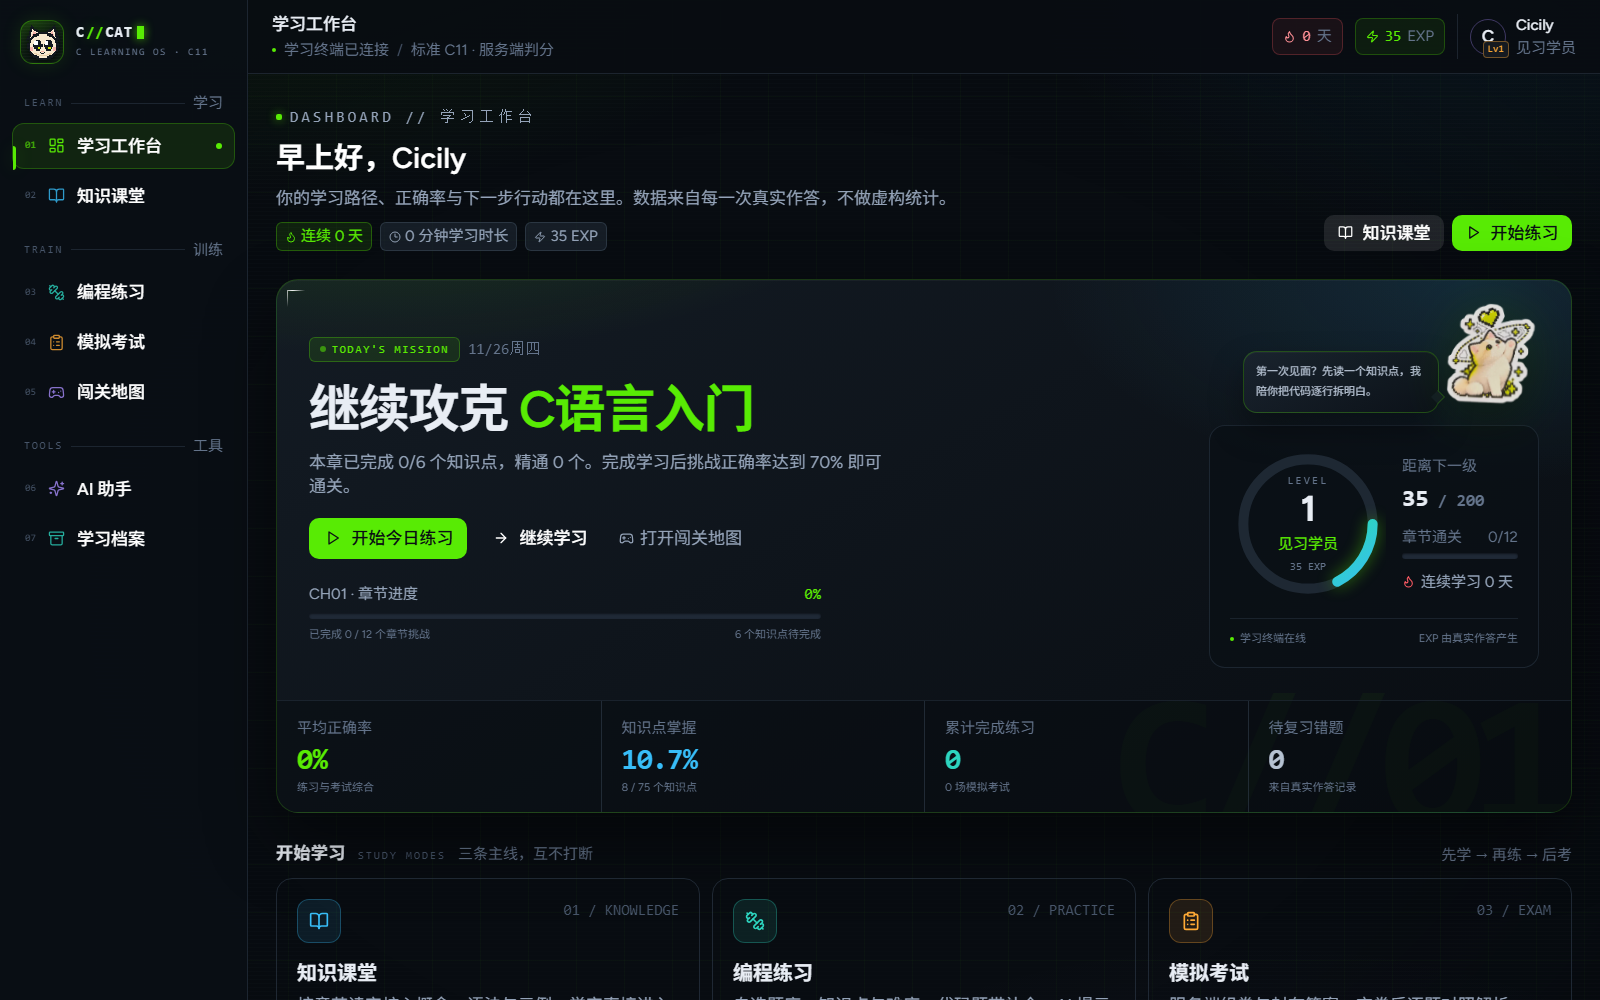 C//CAT
C LEARNING OS · C11
LEARN 学习
01 学习工作台
02 知识课堂
TRAIN 训练
03 编程练习
04 模拟考试
05 闯关地图
TOOLS 工具
06 AI 助手
07 学习档案
学习工作台
学习终端已连接 / 标准 C11 · 服务端判分
0 天
35 EXP
C
Lv1
Cicily
见习学员
DASHBOARD // 学习工作台
早上好，Cicily
你的学习路径、正确率与下一步行动都在这里。数据来自每一次真实作答，不做虚构统计。
连续 0 天
0 分钟学习时长
35 EXP
知识课堂
开始练习
TODAY'S MISSION
11/26周四
继续攻克 C语言入门
本章已完成 0/6 个知识点，精通 0 个。完成学习后挑战正确率达到 70% 即可
通关。
开始今日练习
继续学习
打开闯关地图
CH01 · 章节进度
0%
已完成 0 / 12 个章节挑战
6 个知识点待完成
第一次见面？先读一个知识点，我
陪你把代码逐行拆明白。
LEVEL
1
见习学员
35 EXP
距离下一级
35 / 200
章节通关 0/12
连续学习 0 天
学习终端在线
EXP 由真实作答产生
平均正确率
0%
练习与考试综合
知识点掌握
10.7%
8 / 75 个知识点
累计完成练习
0
0 场模拟考试
待复习错题
0
来自真实作答记录
C//01
开始学习 STUDY MODES 三条主线，互不打断
先学 → 再练 → 后考
01 / KNOWLEDGE
知识课堂
02 / PRACTICE
编程练习
03 / EXAM
模拟考试